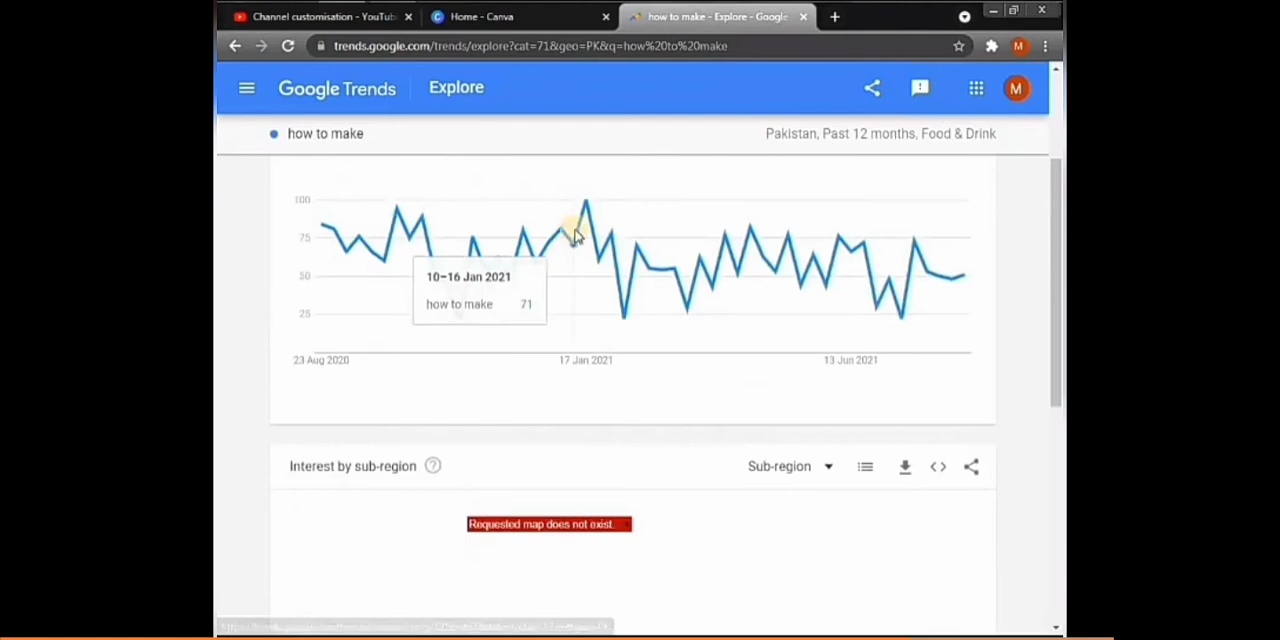 Channel customisation - YouTub
Home - Canva
how to make - Explore - Google
trends.google.com/trends/explore?cat=71&geo=PK&q=how%20to%20make
M
Google Trends
Explore
M
how to make
Pakistan, Past 12 months, Food & Drink
100
75
50
25
10–16 Jan 2021
how to make 71
23 Aug 2020
17 Jan 2021
13 Jun 2021
Interest by sub-region
Sub-region
Requested map does not exist.